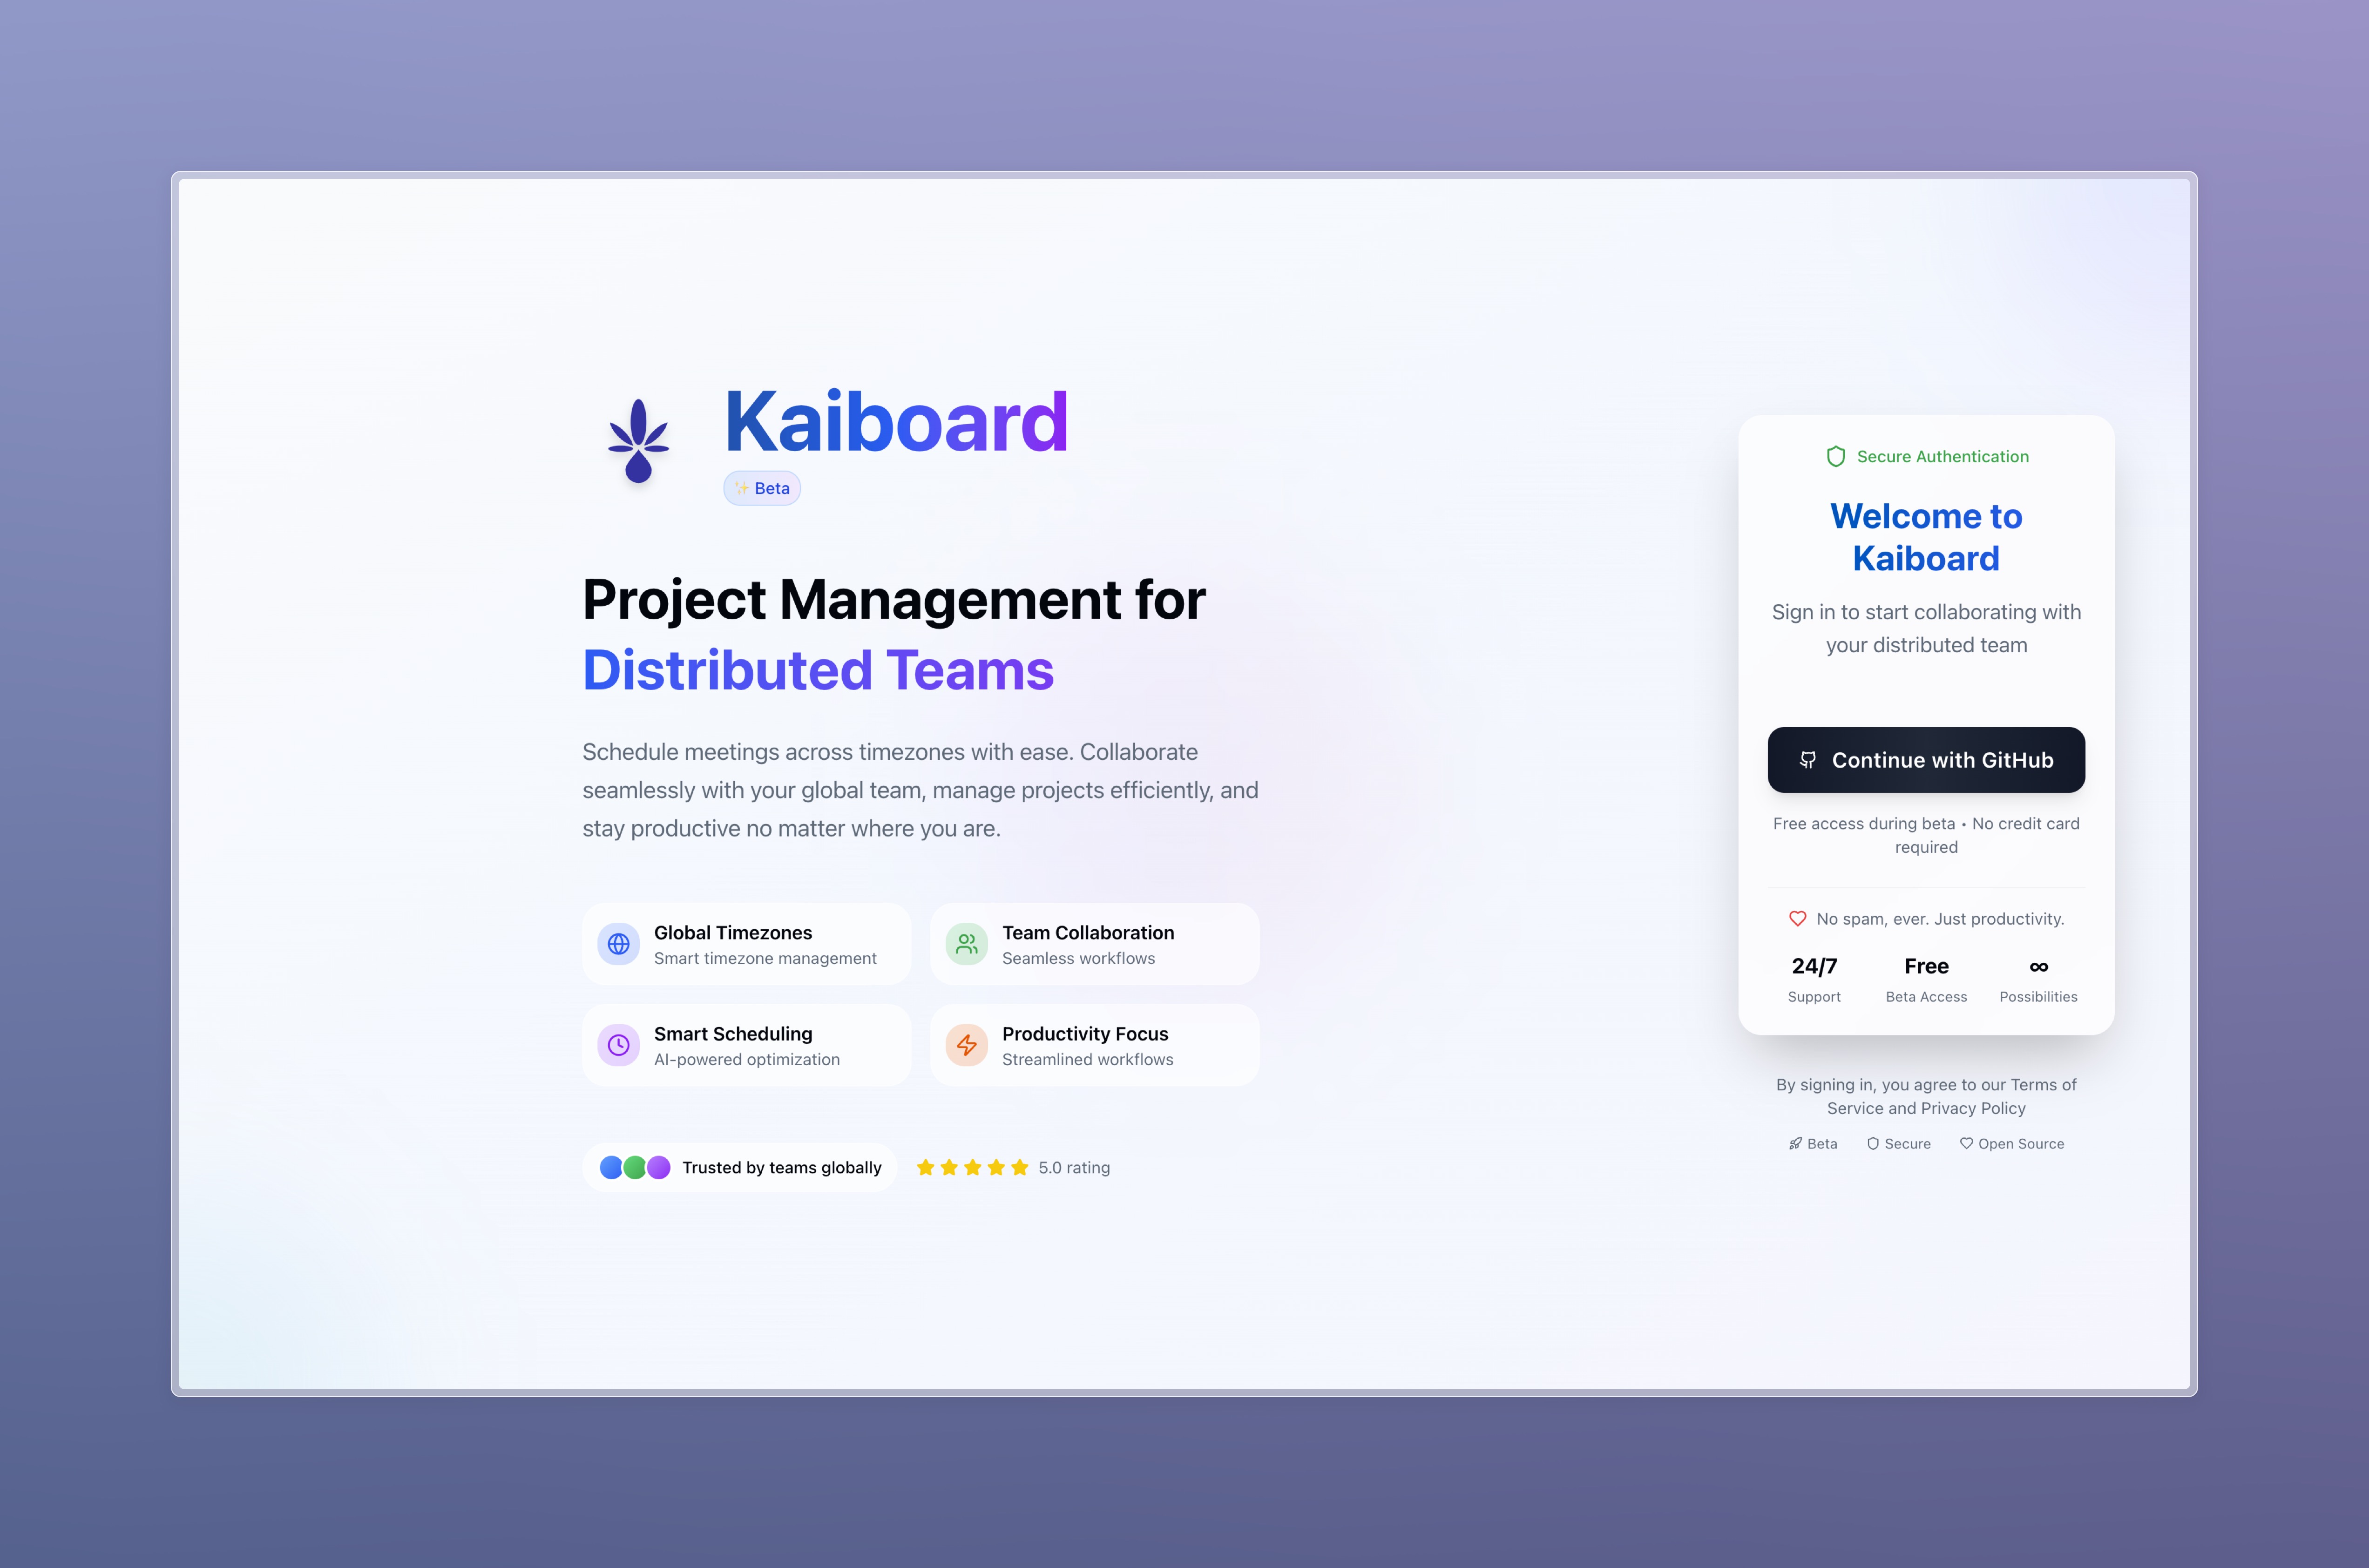 Kaiboard
✨ Beta
Project Management for
Distributed Teams
Schedule meetings across timezones with ease. Collaborate
seamlessly with your global team, manage projects efficiently, and
stay productive no matter where you are.
Global Timezones
Smart timezone management
Team Collaboration
Seamless workflows
Smart Scheduling
AI-powered optimization
Productivity Focus
Streamlined workflows
Trusted by teams globally
5.0 rating
Secure Authentication
Welcome to
Kaiboard
Sign in to start collaborating with
your distributed team
Continue with GitHub
Free access during beta • No credit card
required
No spam, ever. Just productivity.
24/7
Support
Free
Beta Access
∞
Possibilities
By signing in, you agree to our Terms of
Service and Privacy Policy
Beta
Secure
Open Source